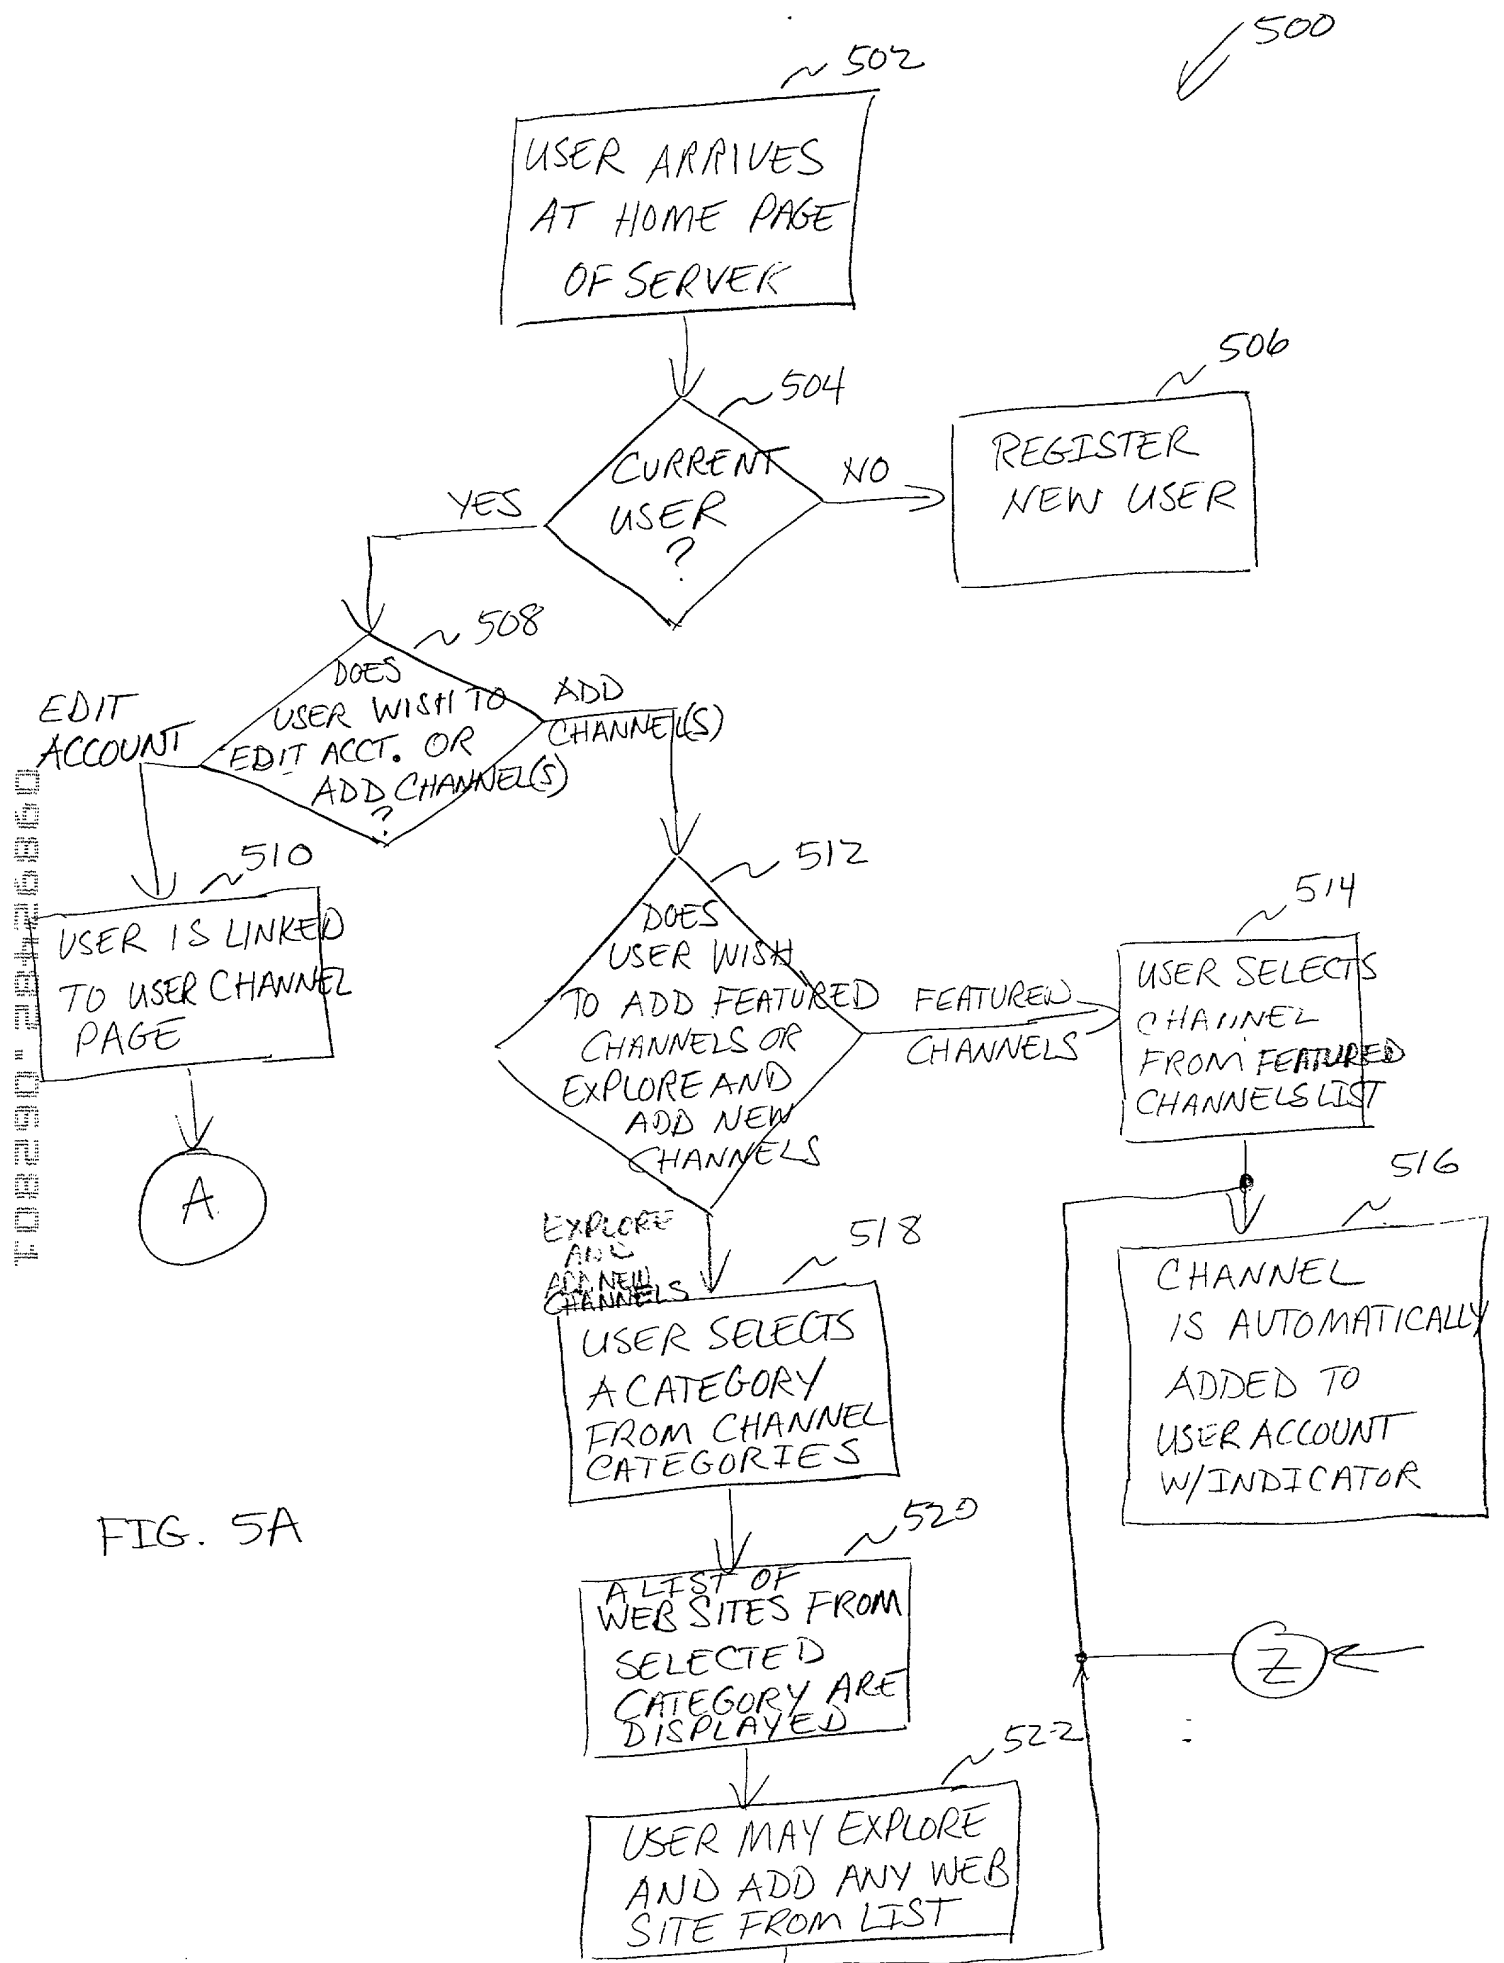 500
502
USER ARRIVES
AT HOME PAGE
OF SERVER
504
CURRENT
USER
?
YES
NO
506
REGISTER
NEW USER
508
DOES
USER WISH TO
EDIT ACCT. OR
ADD CHANNEL(S)
?
EDIT
ACCOUNT
ADD
CHANNEL(S)
510
USER IS LINKED
TO USER CHANNEL
PAGE
A
512
DOES
USER WISH
TO ADD FEATURED
CHANNELS OR
EXPLORE AND
ADD NEW
CHANNELS
FEATURED
CHANNELS
514
USER SELECTS
CHANNEL
FROM FEATURED
CHANNELS LIST
516
CHANNEL
IS AUTOMATICALLY
ADDED TO
USER ACCOUNT
W/INDICATOR
EXPLORE
AND
ADD NEW
CHANNELS
518
USER SELECTS
A CATEGORY
FROM CHANNEL
CATEGORIES
520
A LIST OF
WEB SITES FROM
SELECTED
CATEGORY ARE
DISPLAYED
Z
522
USER MAY EXPLORE
AND ADD ANY WEB
SITE FROM LIST
FIG. 5A